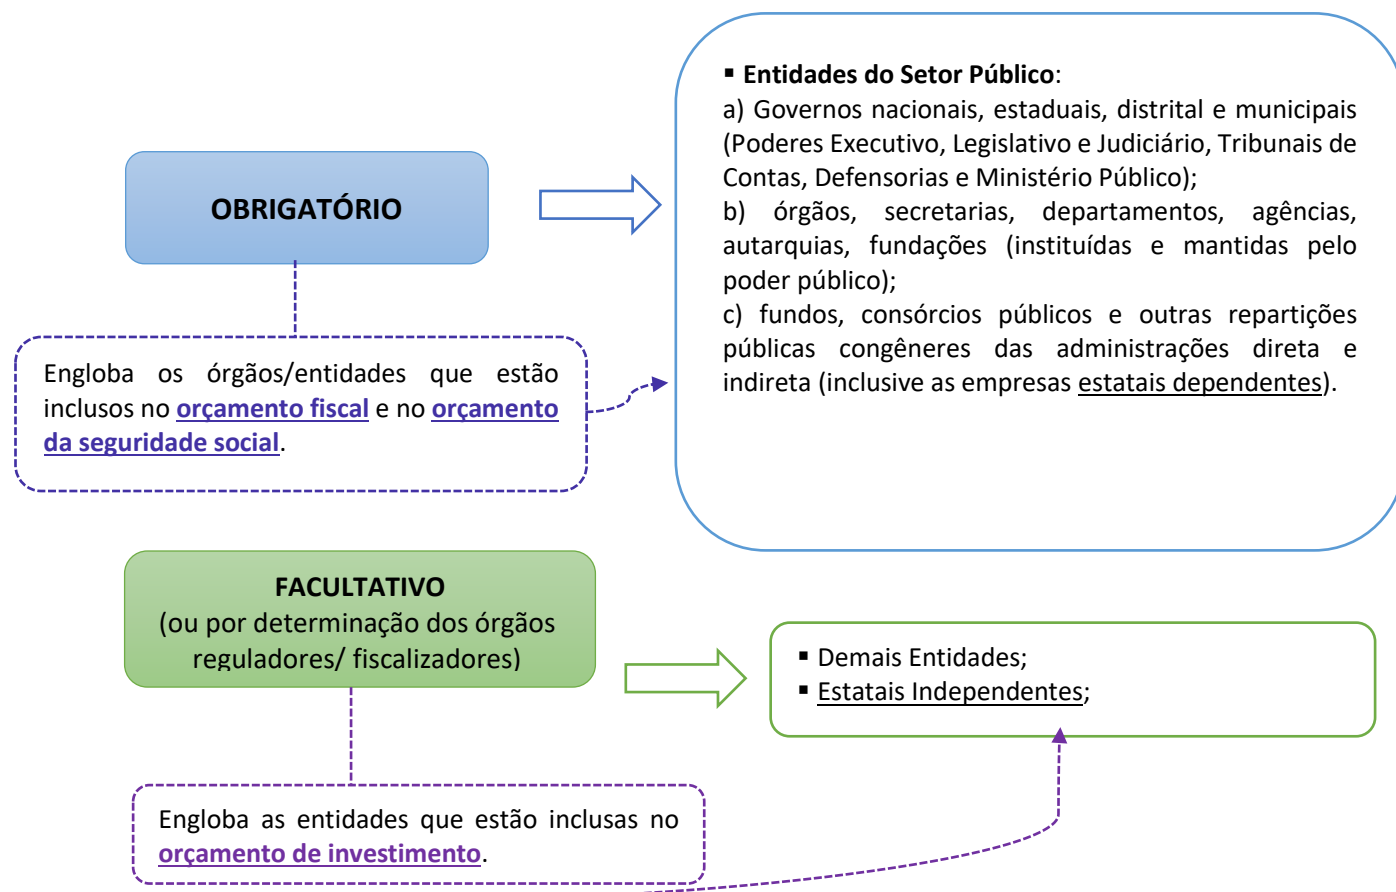 OBRIGATÓRIO
▪ Entidades do Setor Público:
a) Governos nacionais, estaduais, distrital e municipais
(Poderes Executivo, Legislativo e Judiciário, Tribunais de
Contas, Defensorias e Ministério Público);
b) órgãos, secretarias, departamentos, agências,
autarquias, fundações (instituídas e mantidas pelo
poder público);
c) fundos, consórcios públicos e outras repartições
públicas congêneres das administrações direta e
indireta (inclusive as empresas estatais dependentes).
Engloba os órgãos/entidades que estão
inclusos no orçamento fiscal e no orçamento
da seguridade social.
FACULTATIVO
(ou por determinação dos órgãos
reguladores/ fiscalizadores)
▪ Demais Entidades;
▪ Estatais Independentes;
Engloba as entidades que estão inclusas no
orçamento de investimento.